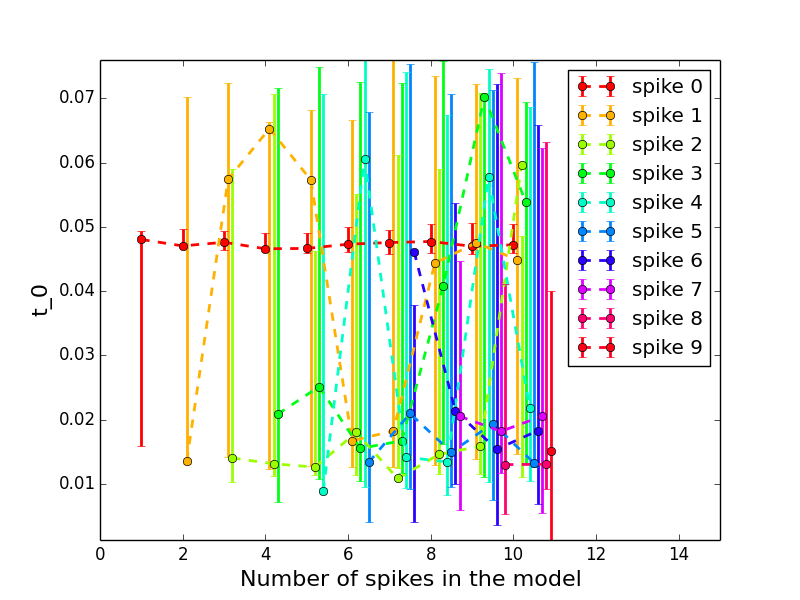 0.07
0.06
0.05
0.04
0.03
0.02
0.01
t_0
0 2 4 6 8 10 12 14
Number of spikes in the model
spike 0
spike 1
spike 2
spike 3
spike 4
spike 5
spike 6
spike 7
spike 8
spike 9